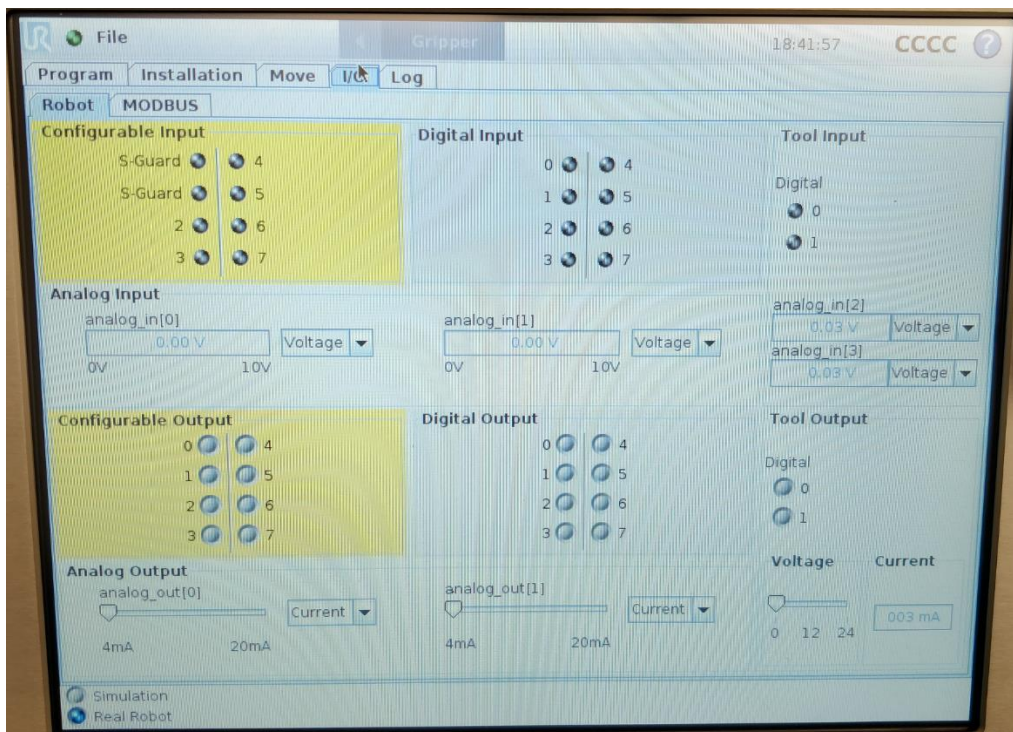 UR File Gripper 18:41:57 CCCC ?
Program Installation Move I/O Log
Robot MODBUS
Configurable Input
S-Guard 4
S-Guard 5
2 6
3 7
Digital Input
0 4
1 5
2 6
3 7
Tool Input
Digital
0
1
Analog Input
analog_in[0]
0.00 V Voltage
0V 10V
analog_in[1]
0.00 V Voltage
0V 10V
analog_in[2]
0.03 V Voltage
analog_in[3]
0.03 V Voltage
Configurable Output
0 4
1 5
2 6
3 7
Digital Output
0 4
1 5
2 6
3 7
Tool Output
Digital
0
1
Analog Output
analog_out[0]
Current
4mA 20mA
analog_out[1]
Current
4mA 20mA
Voltage Current
003 mA
0 12 24
Simulation
Real Robot